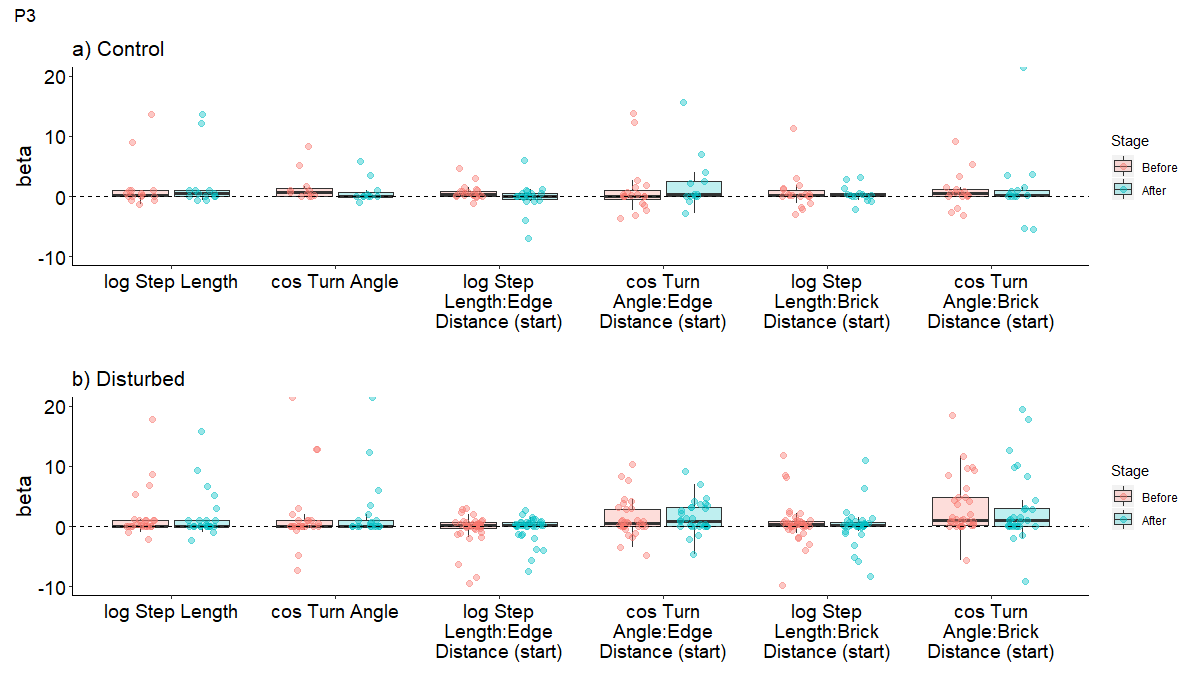 P3
a) Control
beta
20
10
0
-10
log Step Length
cos Turn Angle
log Step
Length:Edge
Distance (start)
cos Turn
Angle:Edge
Distance (start)
log Step
Length:Brick
Distance (start)
cos Turn
Angle:Brick
Distance (start)
Stage
Before
After
b) Disturbed
beta
20
10
0
-10
log Step Length
cos Turn Angle
log Step
Length:Edge
Distance (start)
cos Turn
Angle:Edge
Distance (start)
log Step
Length:Brick
Distance (start)
cos Turn
Angle:Brick
Distance (start)
Stage
Before
After